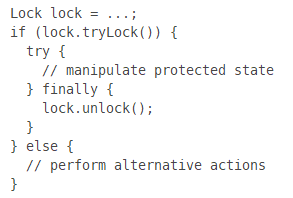 Lock lock = ...;
if (lock.tryLock()) {
  try {
    // manipulate protected state
  } finally {
    lock.unlock();
  }
} else {
  // perform alternative actions
}